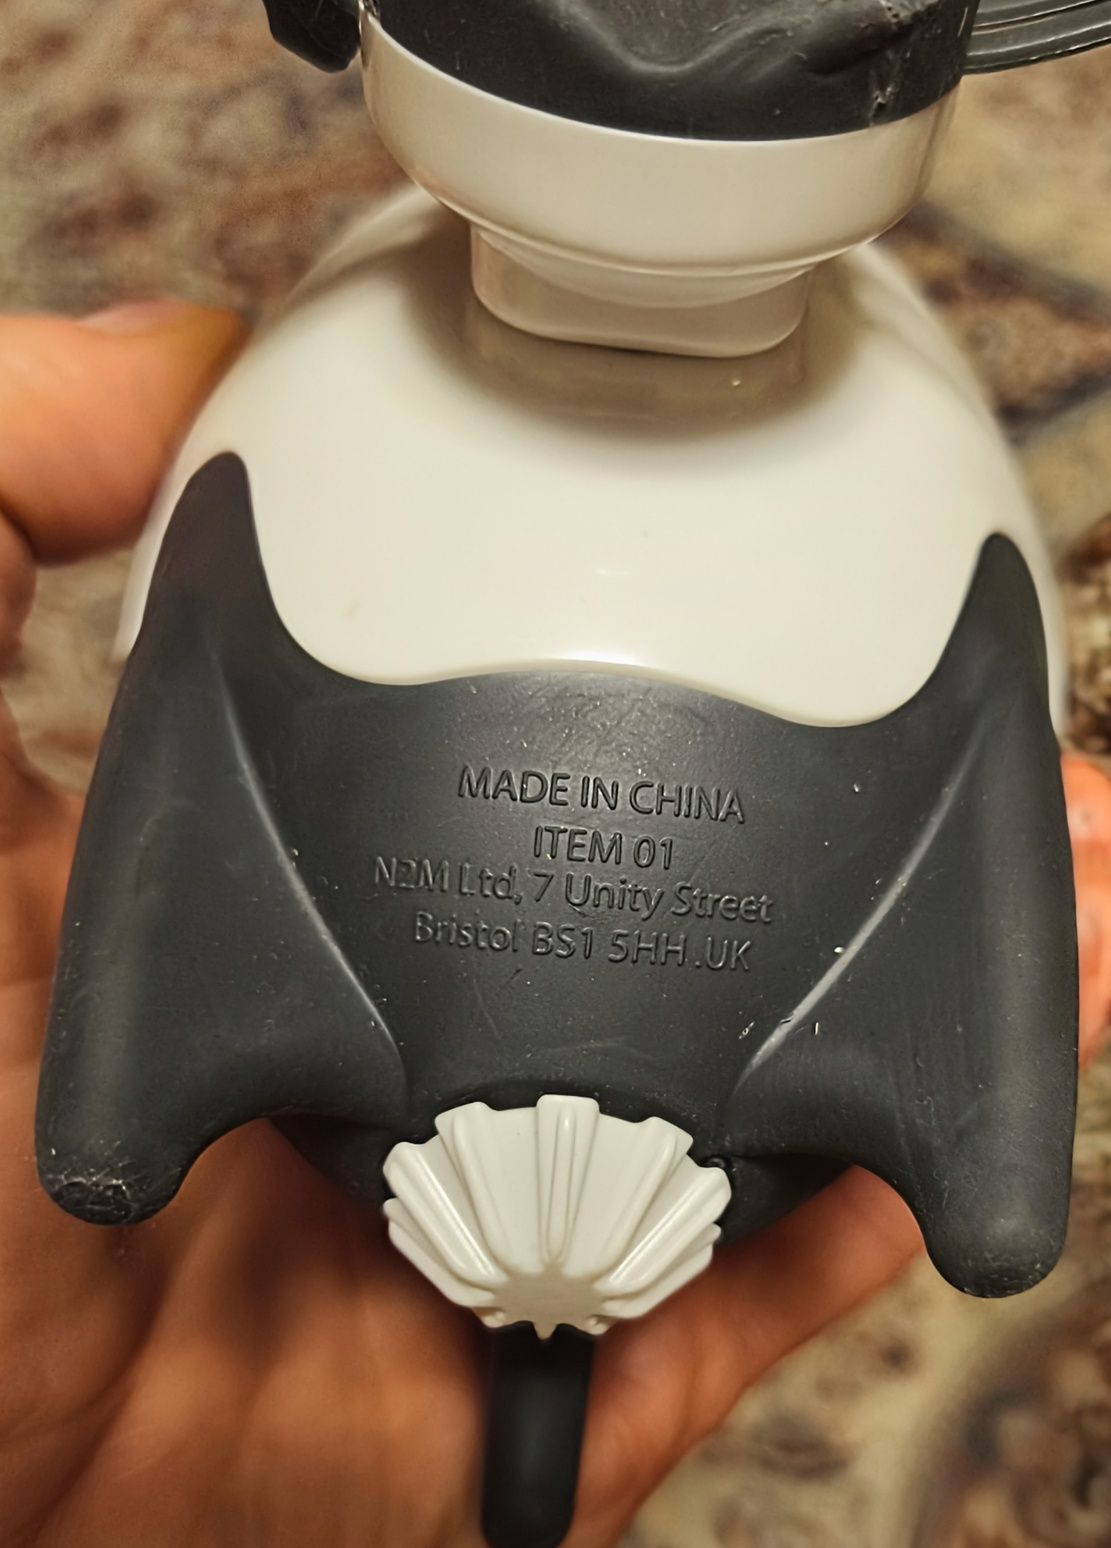 MADE IN CHINA
ITEM 01
N2M Ltd, 7 Unity Street
Bristol BS1 5HH .UK